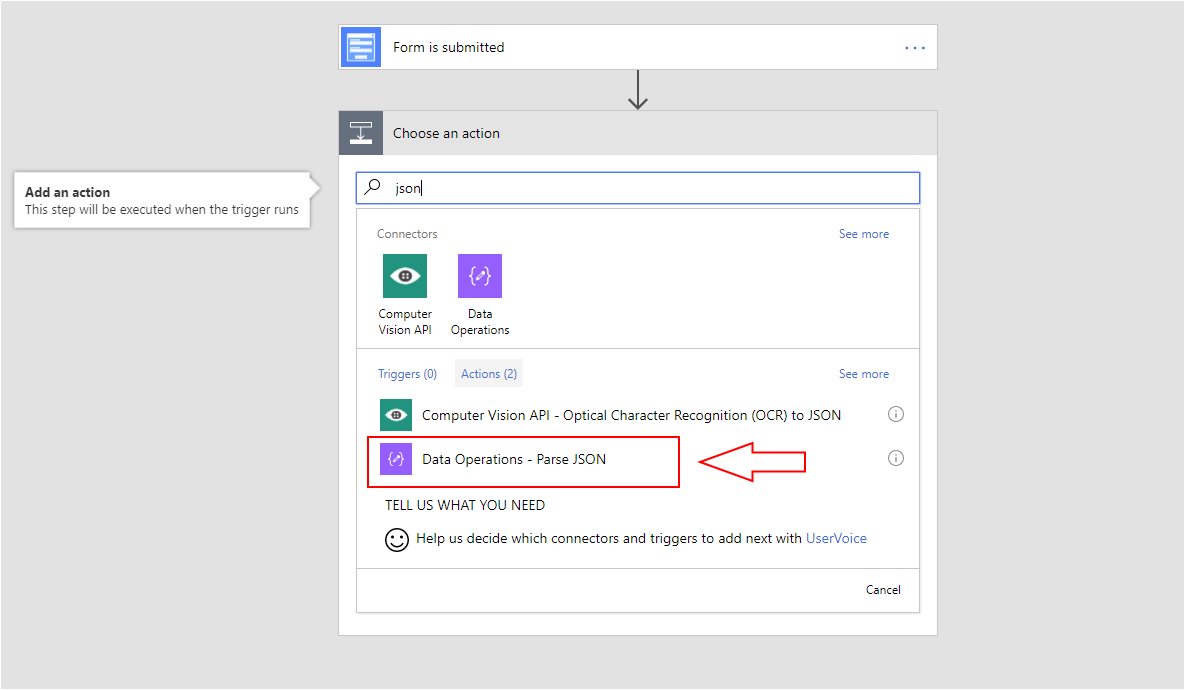 Form is submitted
Choose an action
Add an action
This step will be executed when the trigger runs
json
Connectors
See more
Computer
Vision API
Data
Operations
Triggers (0)
Actions (2)
See more
Computer Vision API - Optical Character Recognition (OCR) to JSON
Data Operations - Parse JSON
TELL US WHAT YOU NEED
Help us decide which connectors and triggers to add next with UserVoice
Cancel